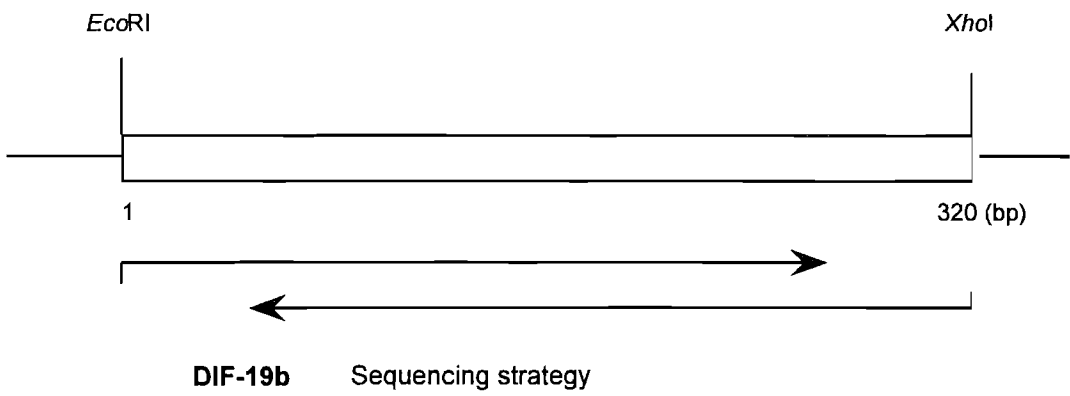 EcoRI XhoI
1 320 (bp)
DIF-19b Sequencing strategy